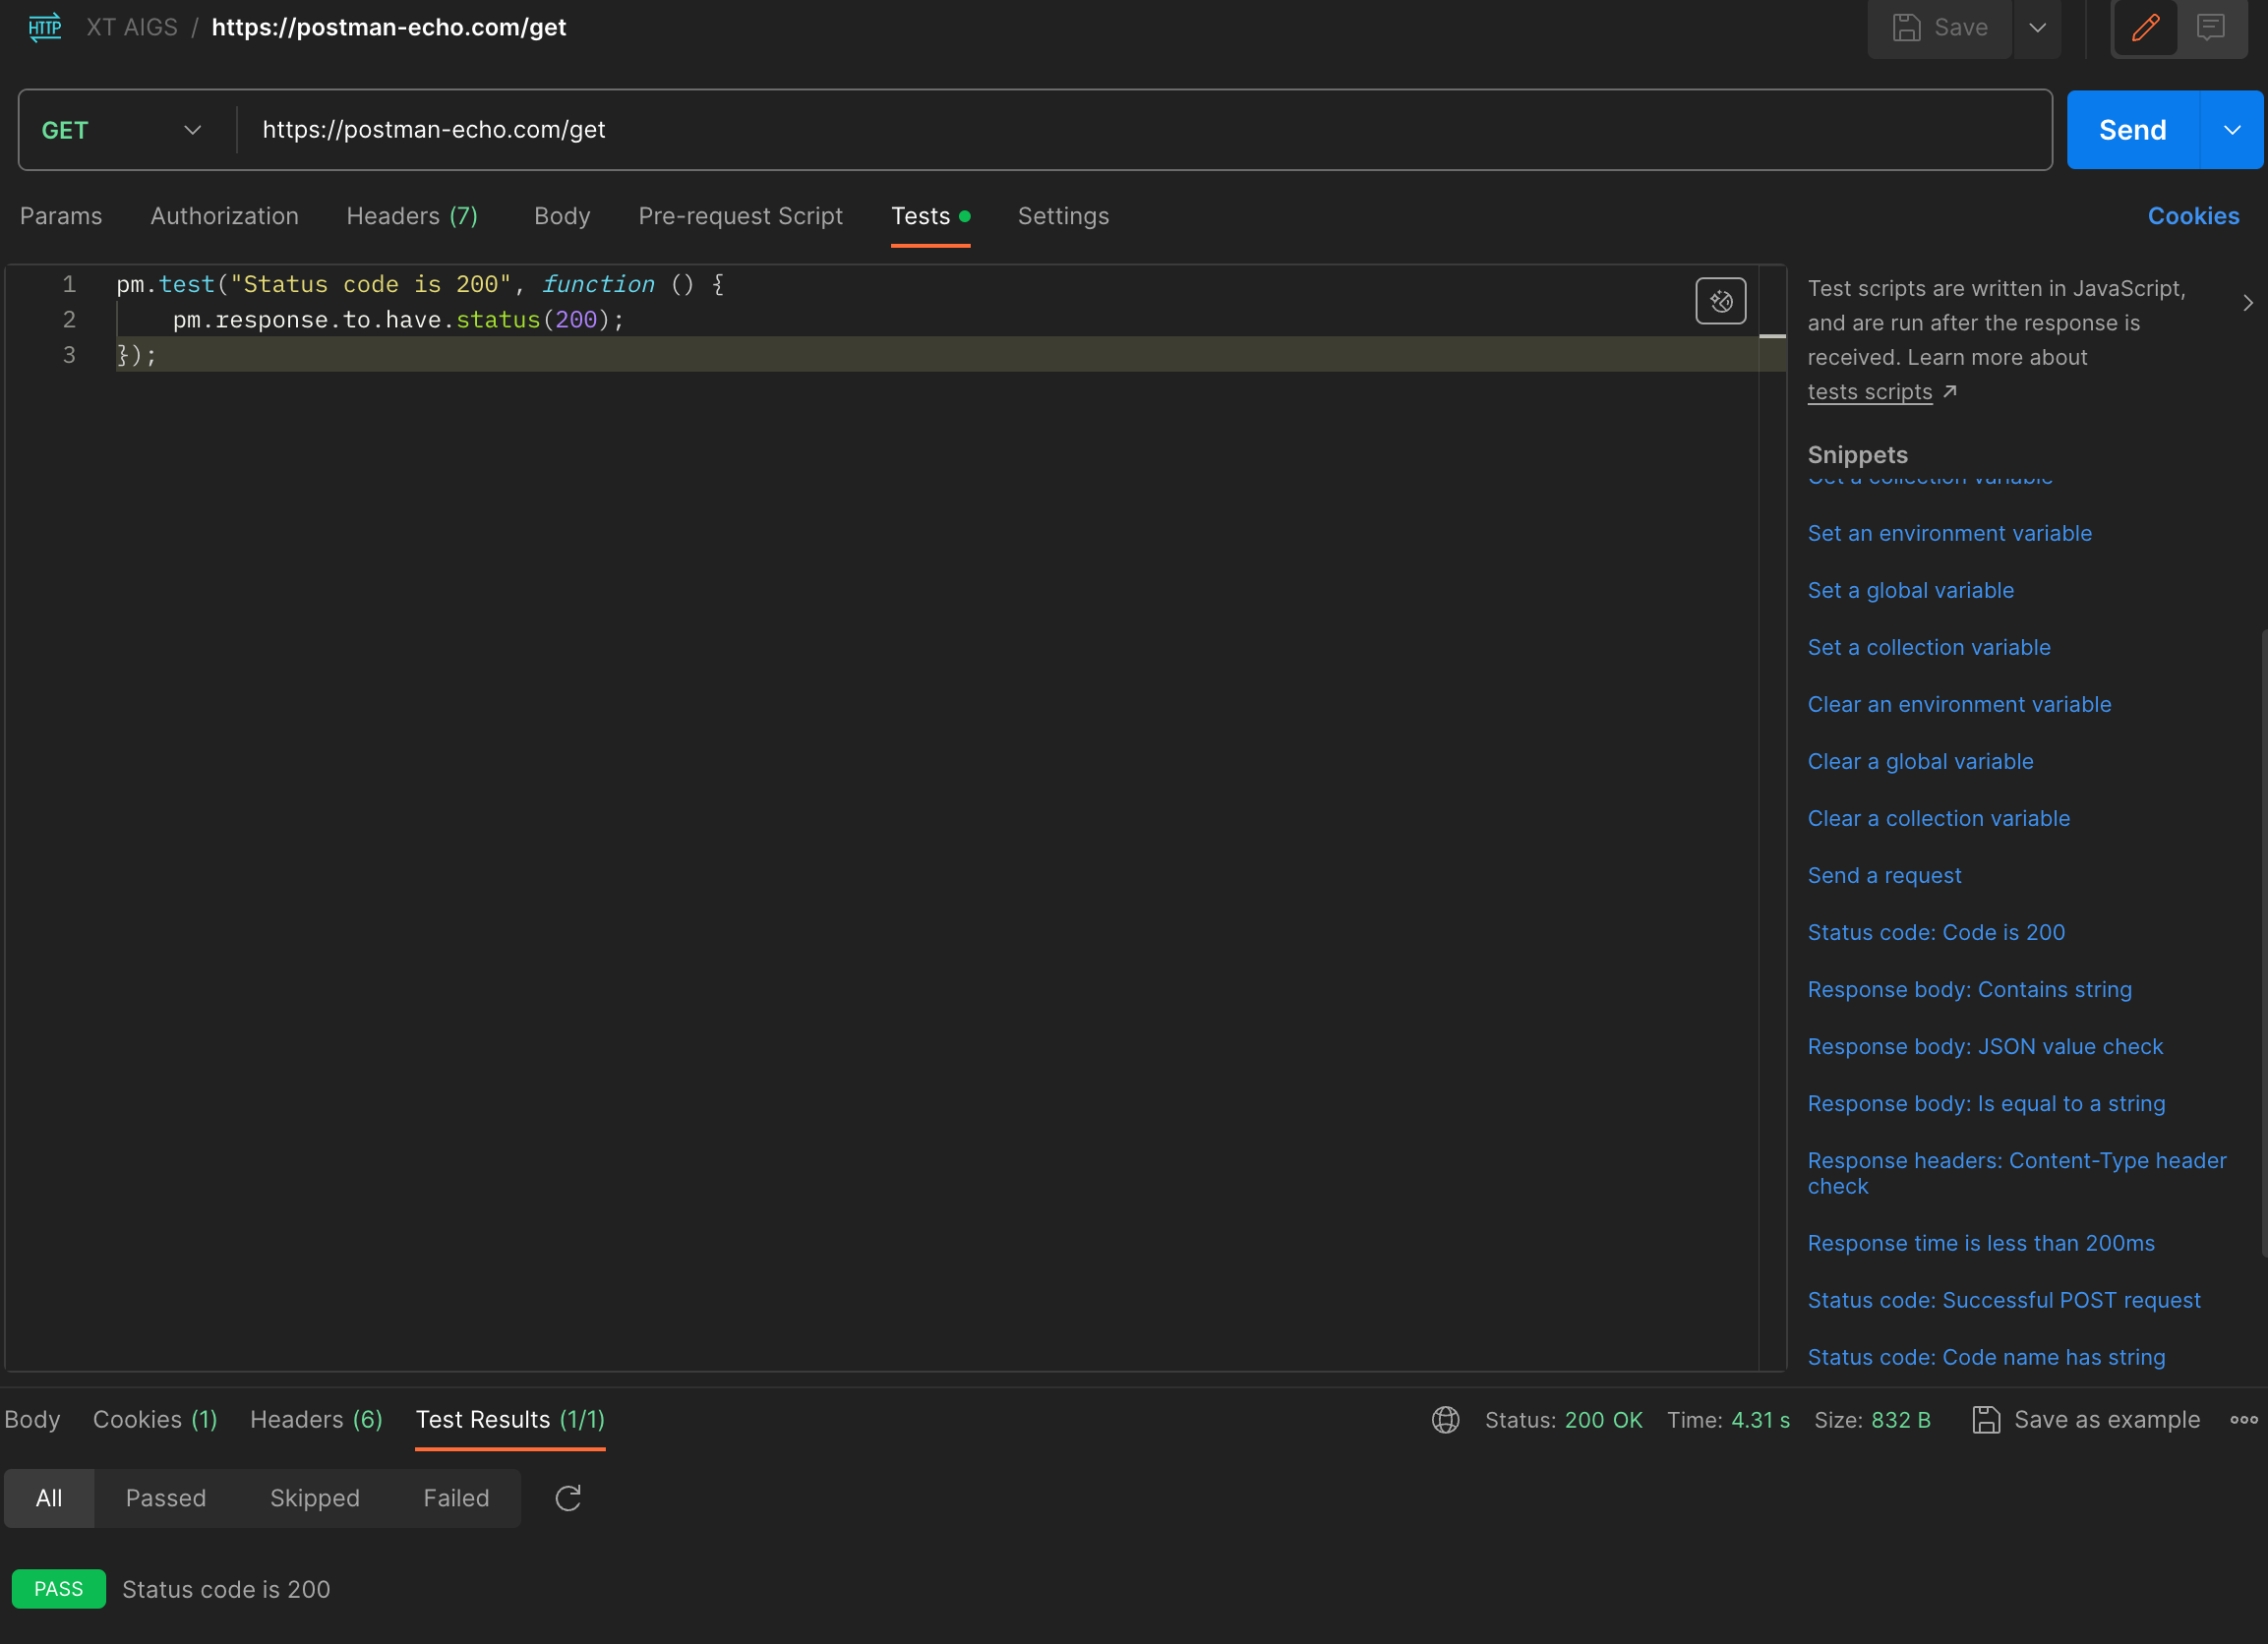 HTTP XT AIGS / https://postman-echo.com/get Save
GET https://postman-echo.com/get Send
Params Authorization Headers (7) Body Pre-request Script Tests Settings Cookies
1 pm.test("Status code is 200", function () {
2 pm.response.to.have.status(200);
3 });
Test scripts are written in JavaScript,
and are run after the response is
received. Learn more about
tests scripts ↗
Snippets
Get a collection variable
Set an environment variable
Set a global variable
Set a collection variable
Clear an environment variable
Clear a global variable
Clear a collection variable
Send a request
Status code: Code is 200
Response body: Contains string
Response body: JSON value check
Response body: Is equal to a string
Response headers: Content-Type header
check
Response time is less than 200ms
Status code: Successful POST request
Status code: Code name has string
Body Cookies (1) Headers (6) Test Results (1/1) Status: 200 OK Time: 4.31 s Size: 832 B Save as example
All Passed Skipped Failed
PASS Status code is 200